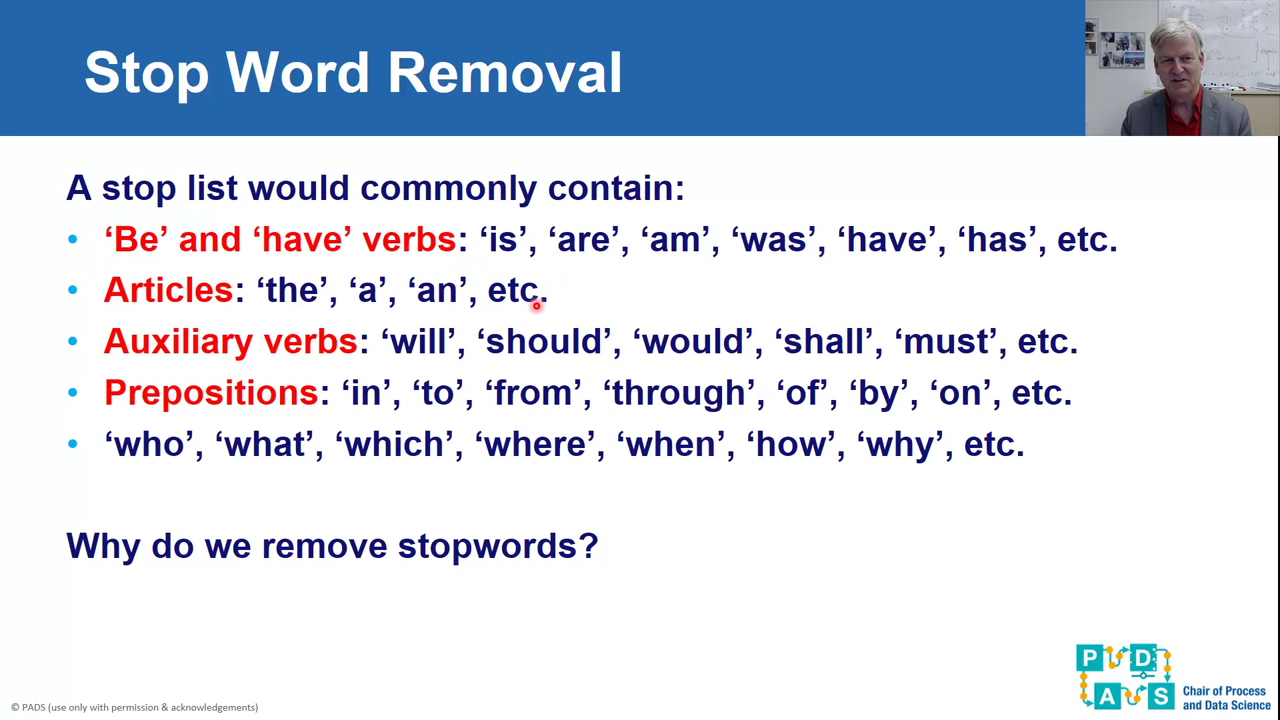 Stop Word Removal
A stop list would commonly contain:
• ‘Be’ and ‘have’ verbs: ‘is’, ‘are’, ‘am’, ‘was’, ‘have’, ‘has’, etc.
• Articles: ‘the’, ‘a’, ‘an’, etc.
• Auxiliary verbs: ‘will’, ‘should’, ‘would’, ‘shall’, ‘must’, etc.
• Prepositions: ‘in’, ‘to’, ‘from’, ‘through’, ‘of’, ‘by’, ‘on’, etc.
• ‘who’, ‘what’, ‘which’, ‘where’, ‘when’, ‘how’, ‘why’, etc.
Why do we remove stopwords?
P D
A S
Chair of Process
and Data Science
© PADS (use only with permission & acknowledgements)